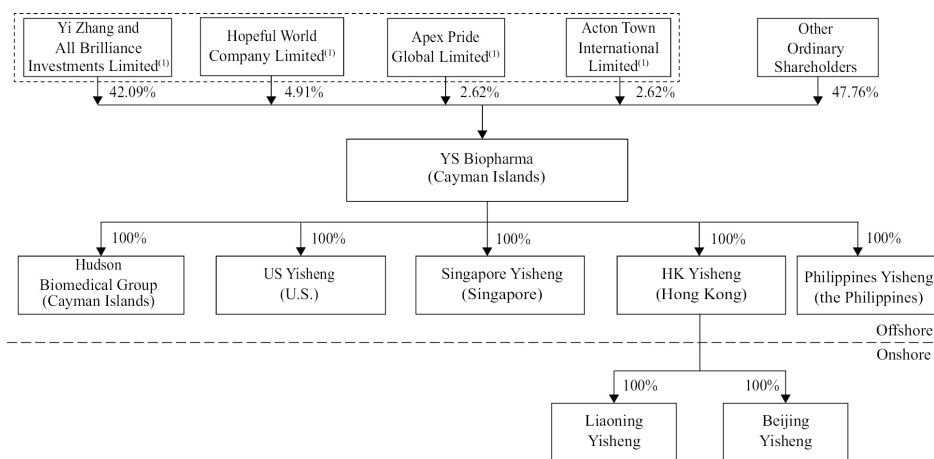 Yi Zhang and
All Brilliance
Investments Limited(1)
Hopeful World
Company Limited(1)
Apex Pride
Global Limited(1)
Acton Town
International
Limited(1)
Other
Ordinary
Shareholders
42.09%
4.91%
2.62%
2.62%
47.76%
YS Biopharma
(Cayman Islands)
100%
100%
100%
100%
100%
Hudson
Biomedical Group
(Cayman Islands)
US Yisheng
(U.S.)
Singapore Yisheng
(Singapore)
HK Yisheng
(Hong Kong)
Philippines Yisheng
(the Philippines)
Offshore
Onshore
100%
100%
Liaoning
Yisheng
Beijing
Yisheng